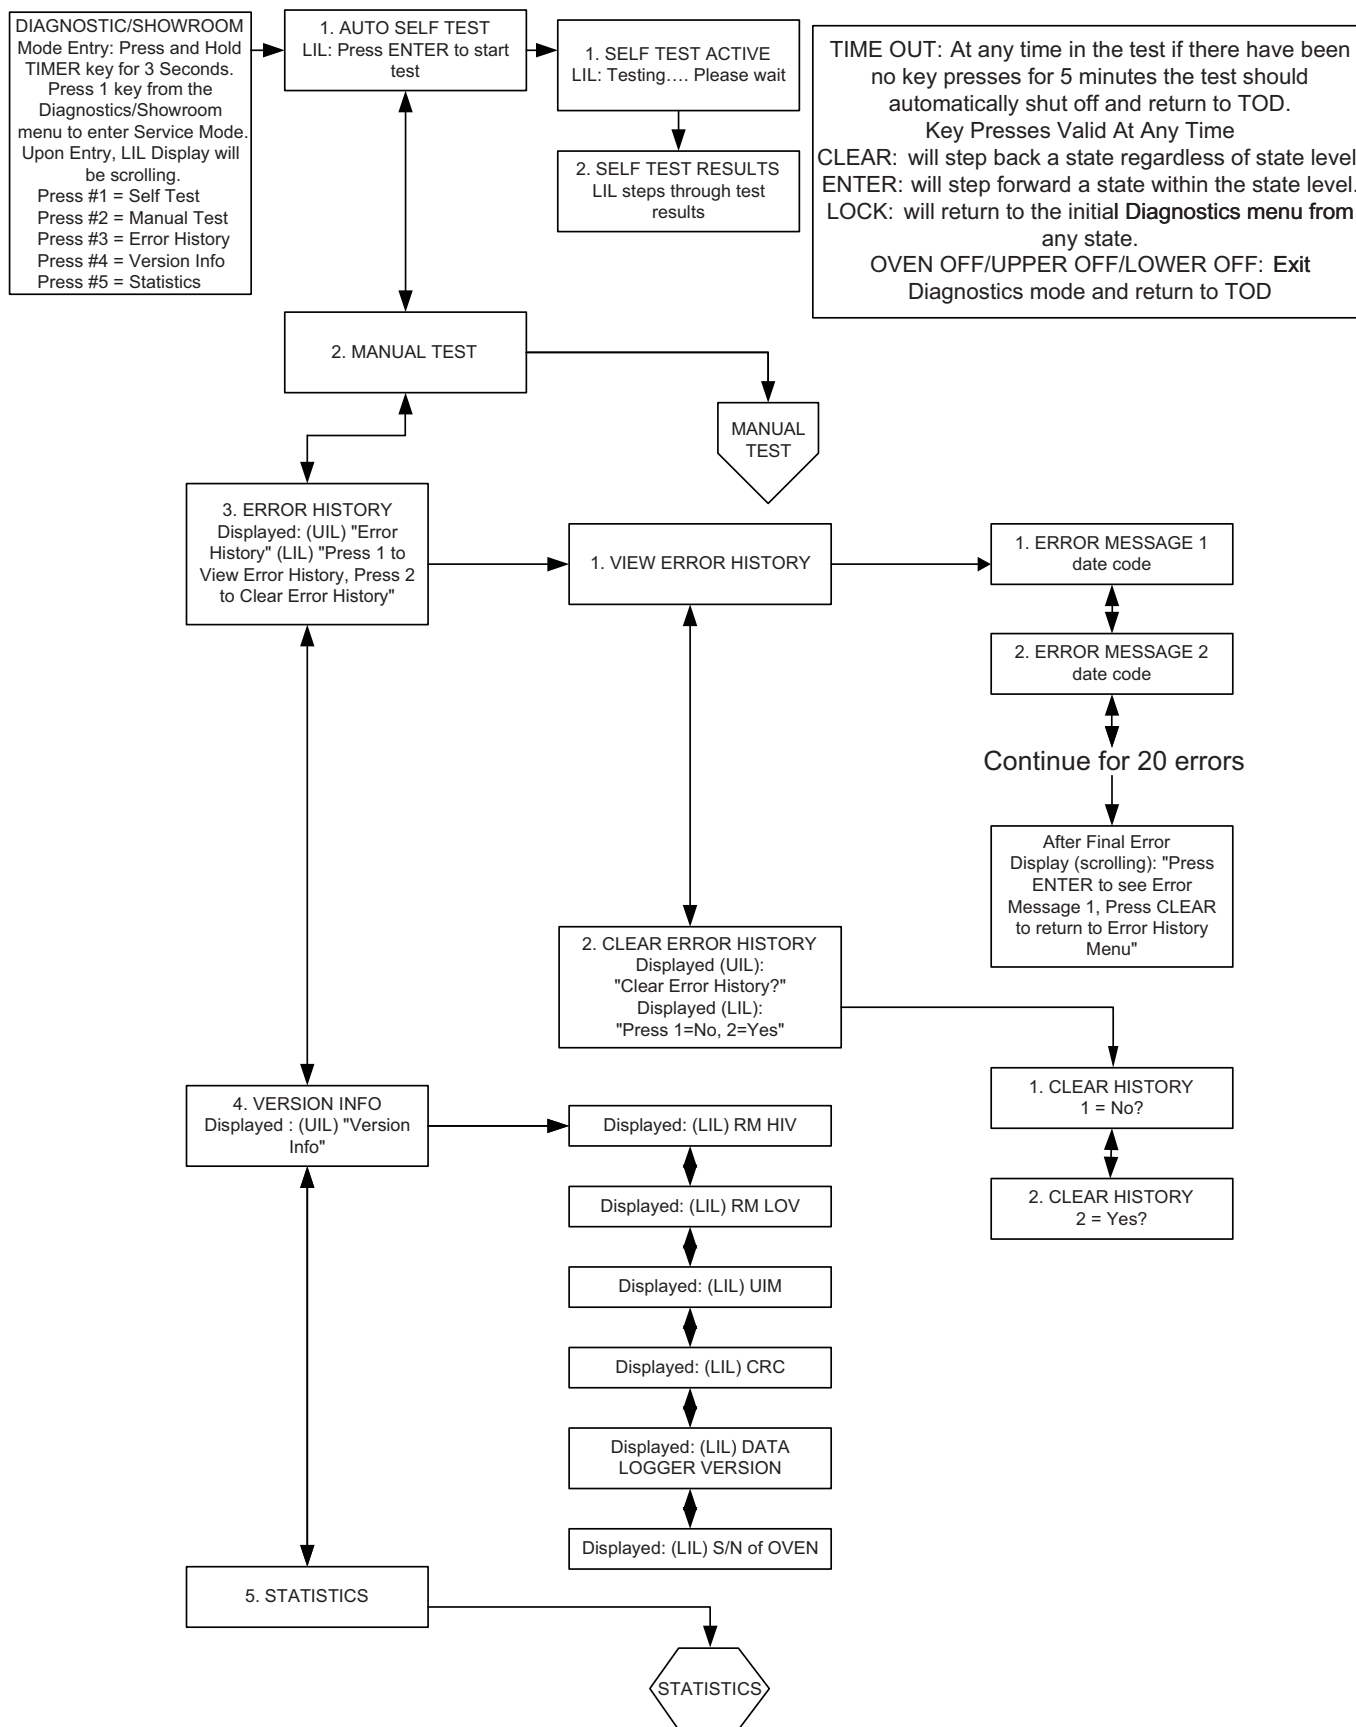 DIAGNOSTIC/SHOWROOM
Mode Entry: Press and Hold
TIMER key for 3 Seconds.
Press 1 key from the
Diagnostics/Showroom
menu to enter Service Mode.
Upon Entry, LIL Display will
be scrolling.
Press #1 = Self Test
Press #2 = Manual Test
Press #3 = Error History
Press #4 = Version Info
Press #5 = Statistics
1. AUTO SELF TEST
LIL: Press ENTER to start
test
1. SELF TEST ACTIVE
LIL: Testing.... Please wait
2. SELF TEST RESULTS
LIL steps through test
results
TIME OUT: At any time in the test if there have been
no key presses for 5 minutes the test should
automatically shut off and return to TOD.
Key Presses Valid At Any Time
CLEAR: will step back a state regardless of state level
ENTER: will step forward a state within the state level.
LOCK: will return to the initial Diagnostics menu from
any state.
OVEN OFF/UPPER OFF/LOWER OFF: Exit
Diagnostics mode and return to TOD
2. MANUAL TEST
MANUAL
TEST
3. ERROR HISTORY
Displayed: (UIL) "Error
History" (LIL) "Press 1 to
View Error History, Press 2
to Clear Error History"
1. VIEW ERROR HISTORY
1. ERROR MESSAGE 1
date code
2. ERROR MESSAGE 2
date code
Continue for 20 errors
After Final Error
Display (scrolling): "Press
ENTER to see Error
Message 1, Press CLEAR
to return to Error History
Menu"
2. CLEAR ERROR HISTORY
Displayed (UIL):
"Clear Error History?"
Displayed (LIL):
"Press 1=No, 2=Yes"
1. CLEAR HISTORY
1 = No?
2. CLEAR HISTORY
2 = Yes?
4. VERSION INFO
Displayed : (UIL) "Version
Info"
Displayed: (LIL) RM HIV
Displayed: (LIL) RM LOV
Displayed: (LIL) UIM
Displayed: (LIL) CRC
Displayed: (LIL) DATA
LOGGER VERSION
Displayed: (LIL) S/N of OVEN
5. STATISTICS
STATISTICS